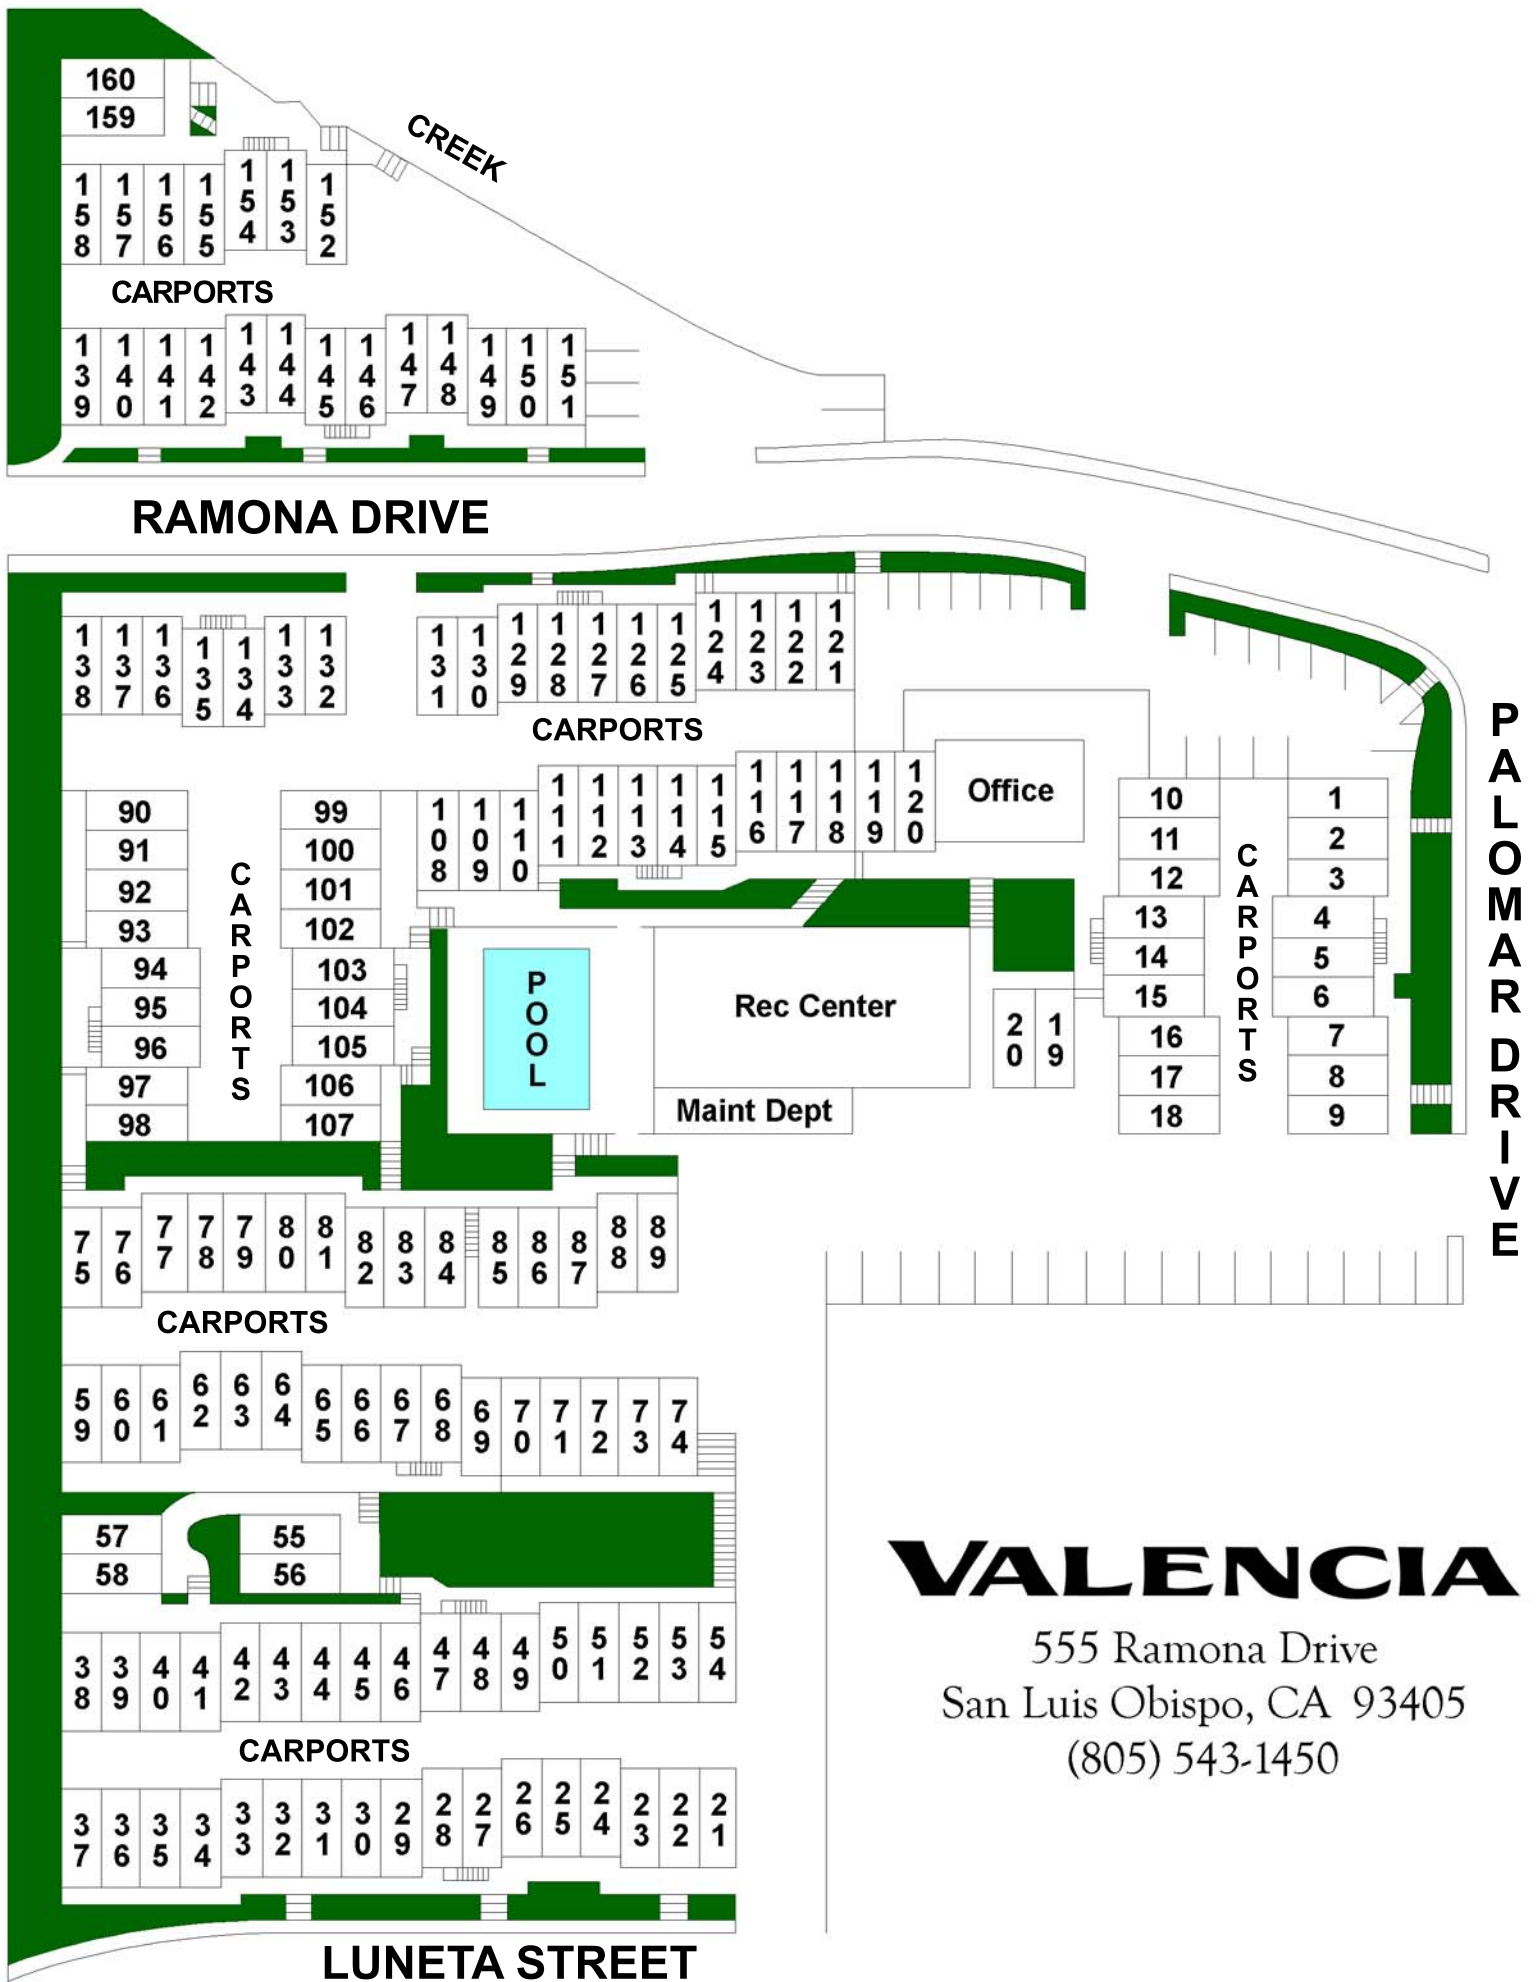 160
159
CREEK
158 157 156 155 154 153 152
CARPORTS
139 140 141 142 143 144 145 146 147 148 149 150 151
RAMONA DRIVE
138 137 136 135 134 133 132
131 130 129 128 127 126 125 124 123 122 121
CARPORTS
108 109 110 111 112 113 114 115 116 117 118 119 120
Office
90
91
92
93
94
95
96
97
98
CARPORTS
99
100
101
102
103
104
105
106
107
POOL
Rec Center
Maint Dept
20 19
10
11
12
13
14
15
16
17
18
CARPORTS
1
2
3
4
5
6
7
8
9
PALOMAR DRIVE
75 76 77 78 79 80 81 82 83 84 85 86 87 88 89
CARPORTS
59 60 61 62 63 64 65 66 67 68 69 70 71 72 73 74
57
58
55
56
38 39 40 41 42 43 44 45 46 47 48 49 50 51 52 53 54
CARPORTS
37 36 35 34 33 32 31 30 29 28 27 26 25 24 23 22 21
LUNETA STREET
VALENCIA
555 Ramona Drive
San Luis Obispo, CA 93405
(805) 543-1450